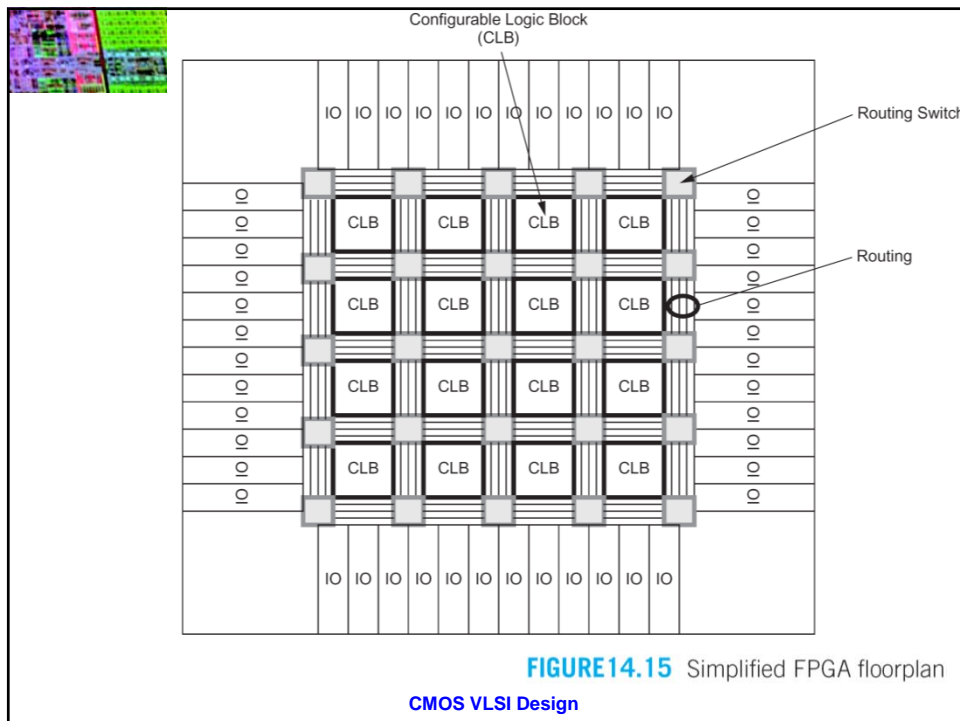 Configurable Logic Block
(CLB)
IO IO IO IO IO IO IO IO IO IO IO IO
Routing Switch
IO IO
IO CLB CLB CLB CLB IO
IO IO
Routing
IO IO
IO CLB CLB CLB CLB IO
IO IO
IO IO
IO CLB CLB CLB CLB IO
IO IO
IO IO
IO CLB CLB CLB CLB IO
IO IO
IO IO IO IO IO IO IO IO IO IO IO IO
FIGURE14.15 Simplified FPGA floorplan
CMOS VLSI Design